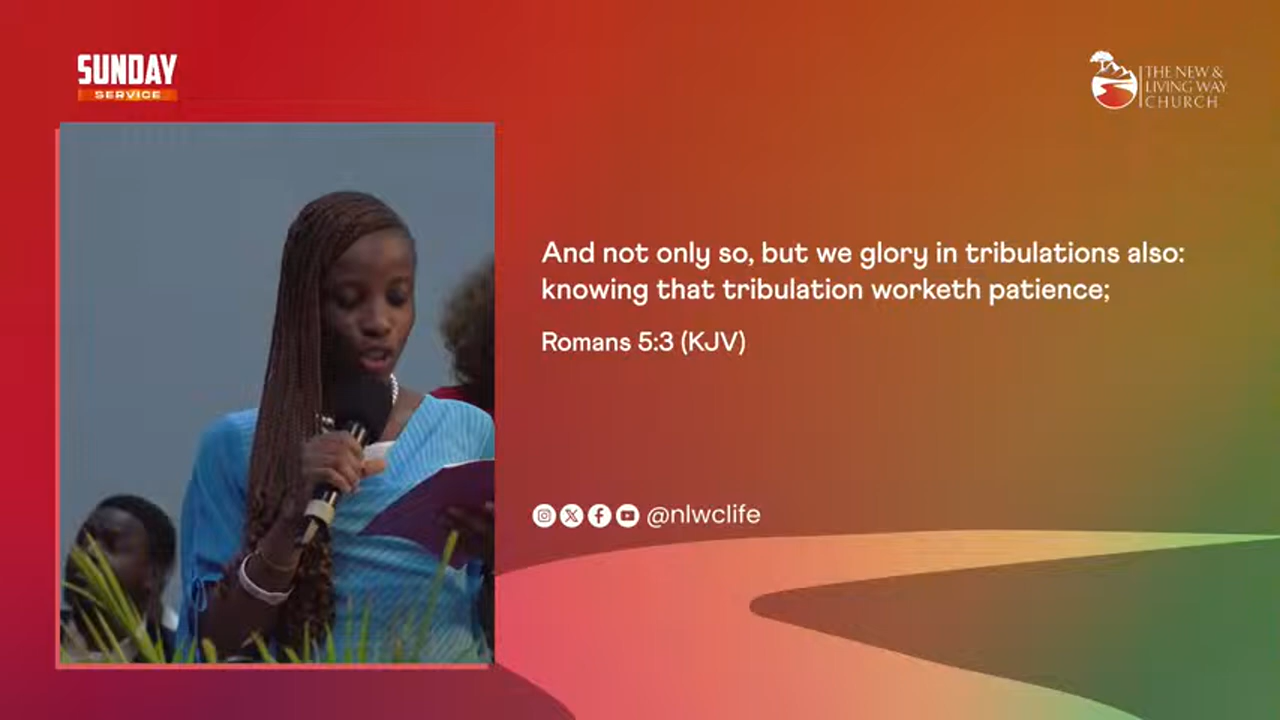 SUNDAY
SERVICE
THE NEW &
LIVING WAY
CHURCH
And not only so, but we glory in tribulations also:
knowing that tribulation worketh patience;
Romans 5:3 (KJV)
@nlwclife